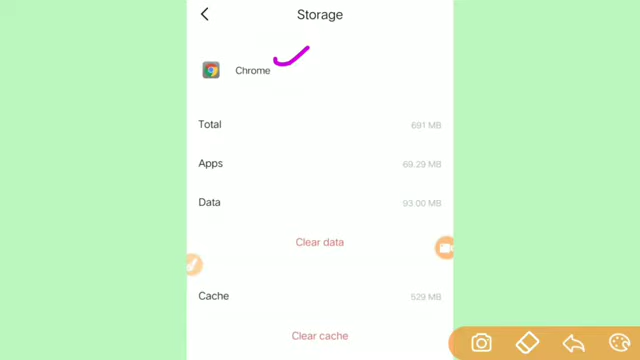 Storage
Chrome
Total 691 MB
Apps 69.29 MB
Data 93.00 MB
Clear data
Cache 529 MB
Clear cache